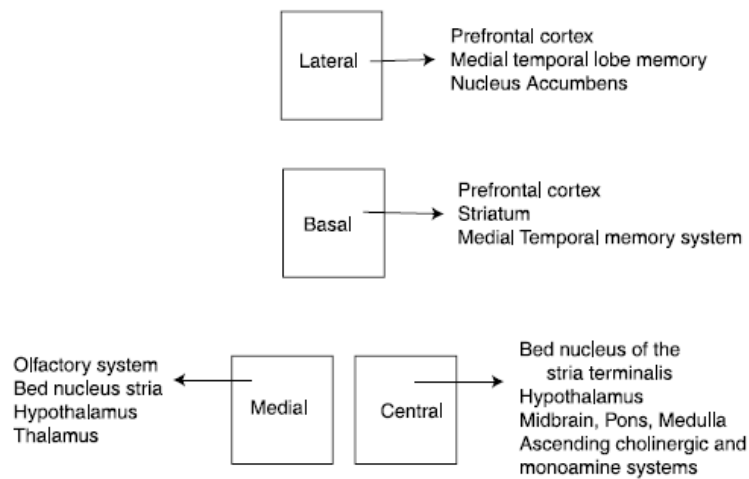 Lateral
Prefrontal cortex
Medial temporal lobe memory
Nucleus Accumbens
Basal
Prefrontal cortex
Striatum
Medial Temporal memory system
Olfactory system
Bed nucleus stria
Hypothalamus
Thalamus
Medial
Central
Bed nucleus of the
stria terminalis
Hypothalamus
Midbrain, Pons, Medulla
Ascending cholinergic and
monoamine systems